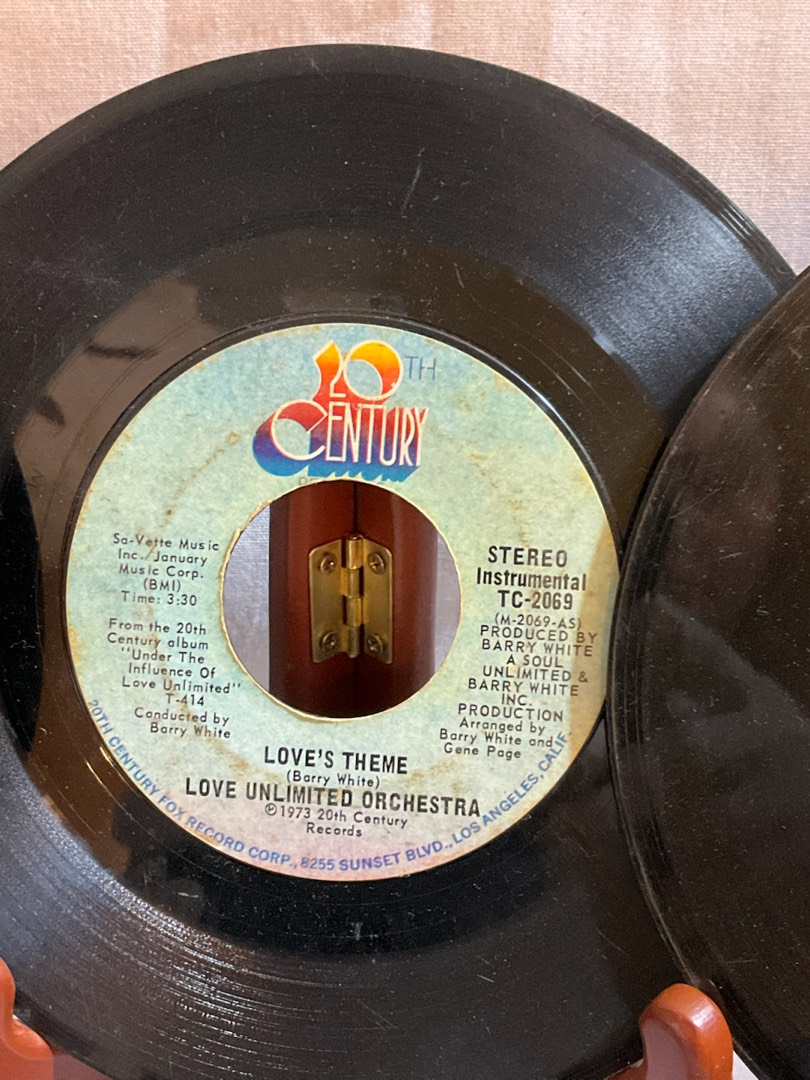 20TH
CENTURY
Sa-Vette Music
Inc./January
Music Corp.
(BMI)
Time: 3:30
From the 20th
Century album
"Under The
Influence Of
Love Unlimited"
T-414
Conducted by
Barry White
STEREO
Instrumental
TC-2069
(M-2069-AS)
PRODUCED BY
BARRY WHITE
A SOUL
UNLIMITED &
BARRY WHITE
INC.
PRODUCTION
Arranged by
Barry White and
Gene Page
LOVE'S THEME
(Barry White)
LOVE UNLIMITED ORCHESTRA
℗1973 20th Century
Records
20TH CENTURY FOX RECORD CORP., 8255 SUNSET BLVD., LOS ANGELES, CALIF.